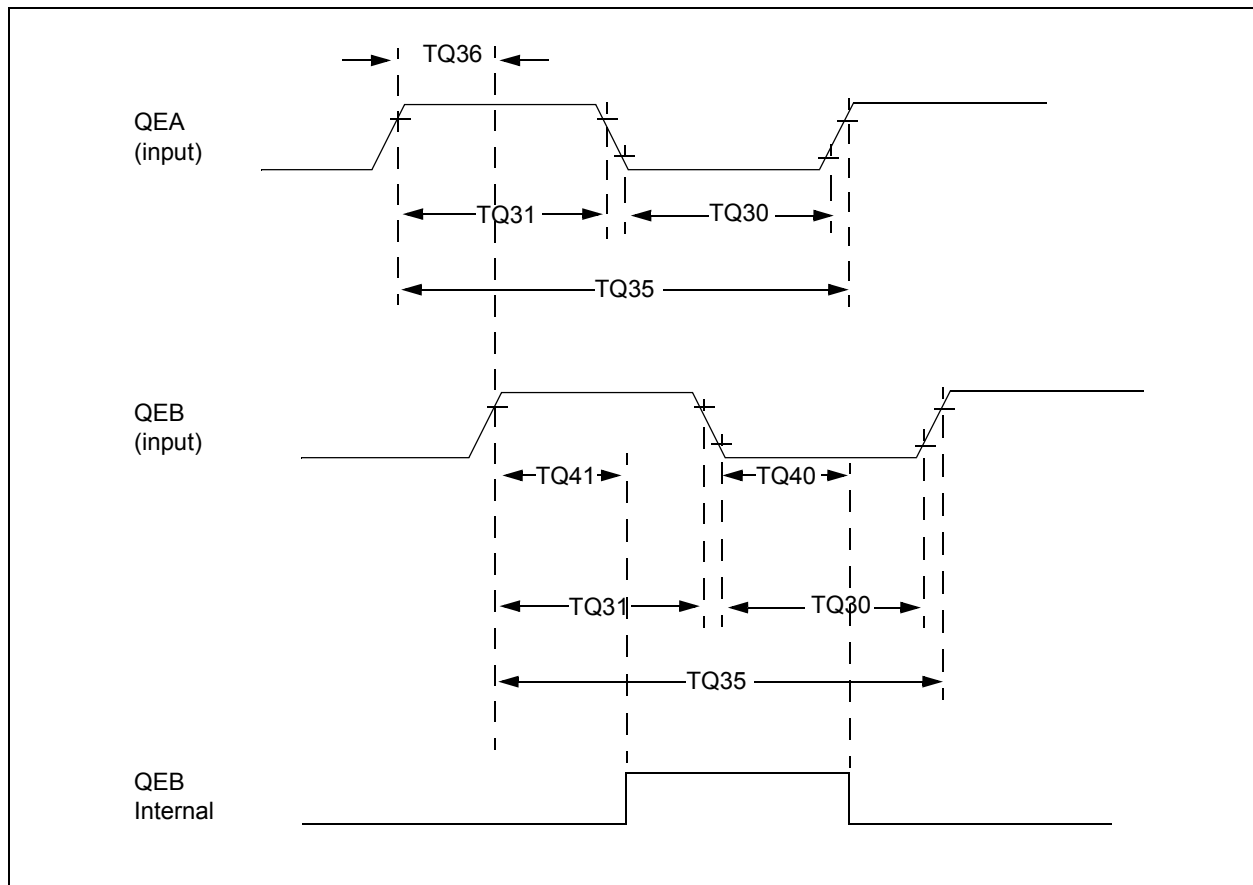 TQ36
QEA
(input)
TQ31
TQ30
TQ35
QEB
(input)
TQ41
TQ40
TQ31
TQ30
TQ35
QEB
Internal